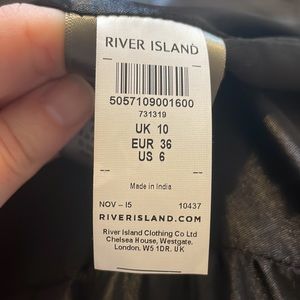 RIVER ISLAND
5057109001600
731319
UK 10
EUR 36
US 6
Made in India
NOV - I5 10437
RIVERISLAND.COM
River Island Clothing Co Ltd
Chelsea House, Westgate,
London. W5 1DR. UK